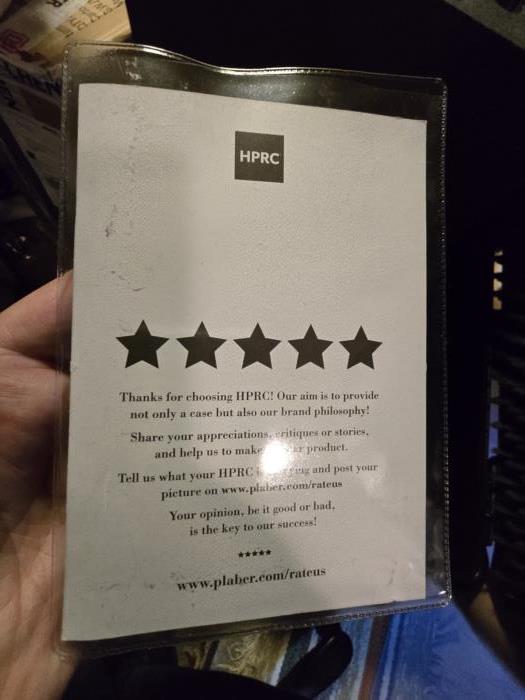 HPRC
Thanks for choosing HPRC! Our aim is to provide
not only a case but also our brand philosophy!
Share your appreciations, critiques or stories,
and help us to make product.
Tell us what your HPRC and post your
picture on www.plaber.com/rateus
Your opinion, be it good or bad,
is the key to our success!
www.plaber.com/rateus